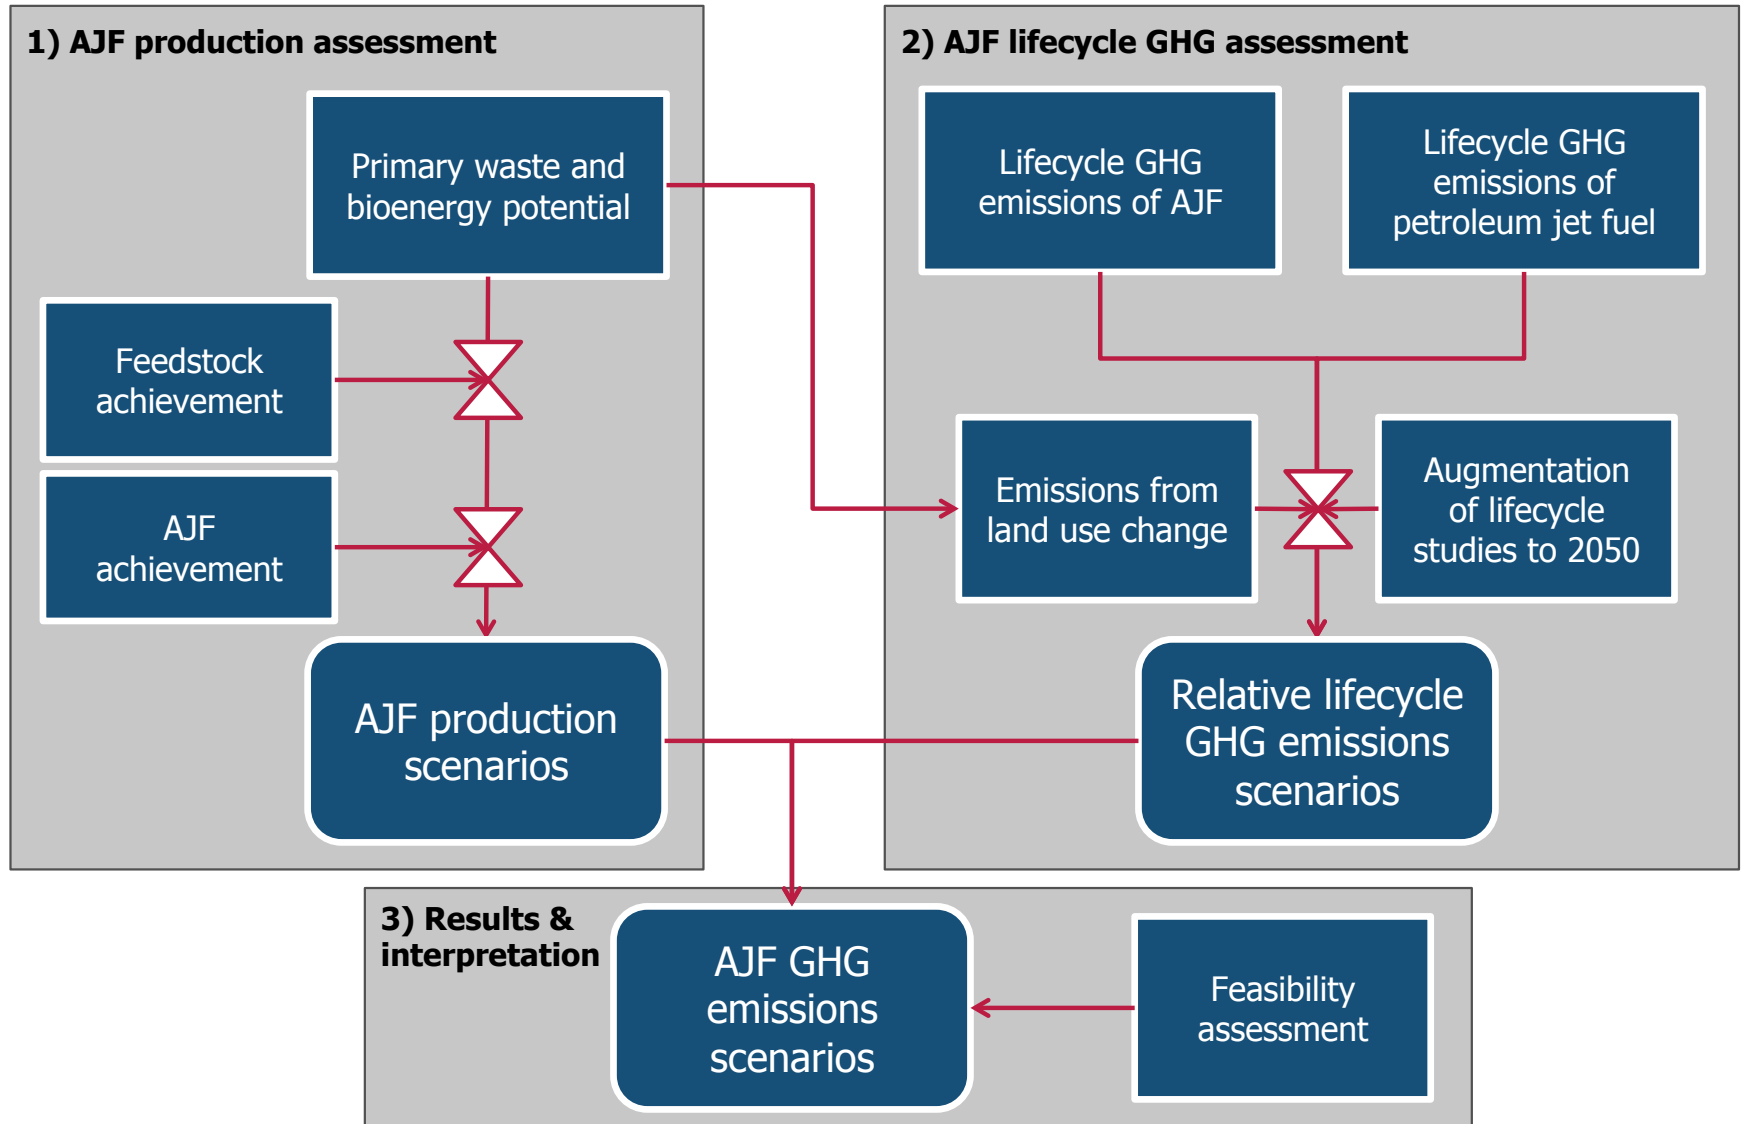 1) AJF production assessment
Primary waste and
bioenergy potential
Feedstock
achievement
AJF
achievement
AJF production
scenarios
2) AJF lifecycle GHG assessment
Lifecycle GHG
emissions of AJF
Lifecycle GHG
emissions of
petroleum jet fuel
Emissions from
land use change
Augmentation
of lifecycle
studies to 2050
Relative lifecycle
GHG emissions
scenarios
3) Results &
interpretation
AJF GHG
emissions
scenarios
Feasibility
assessment